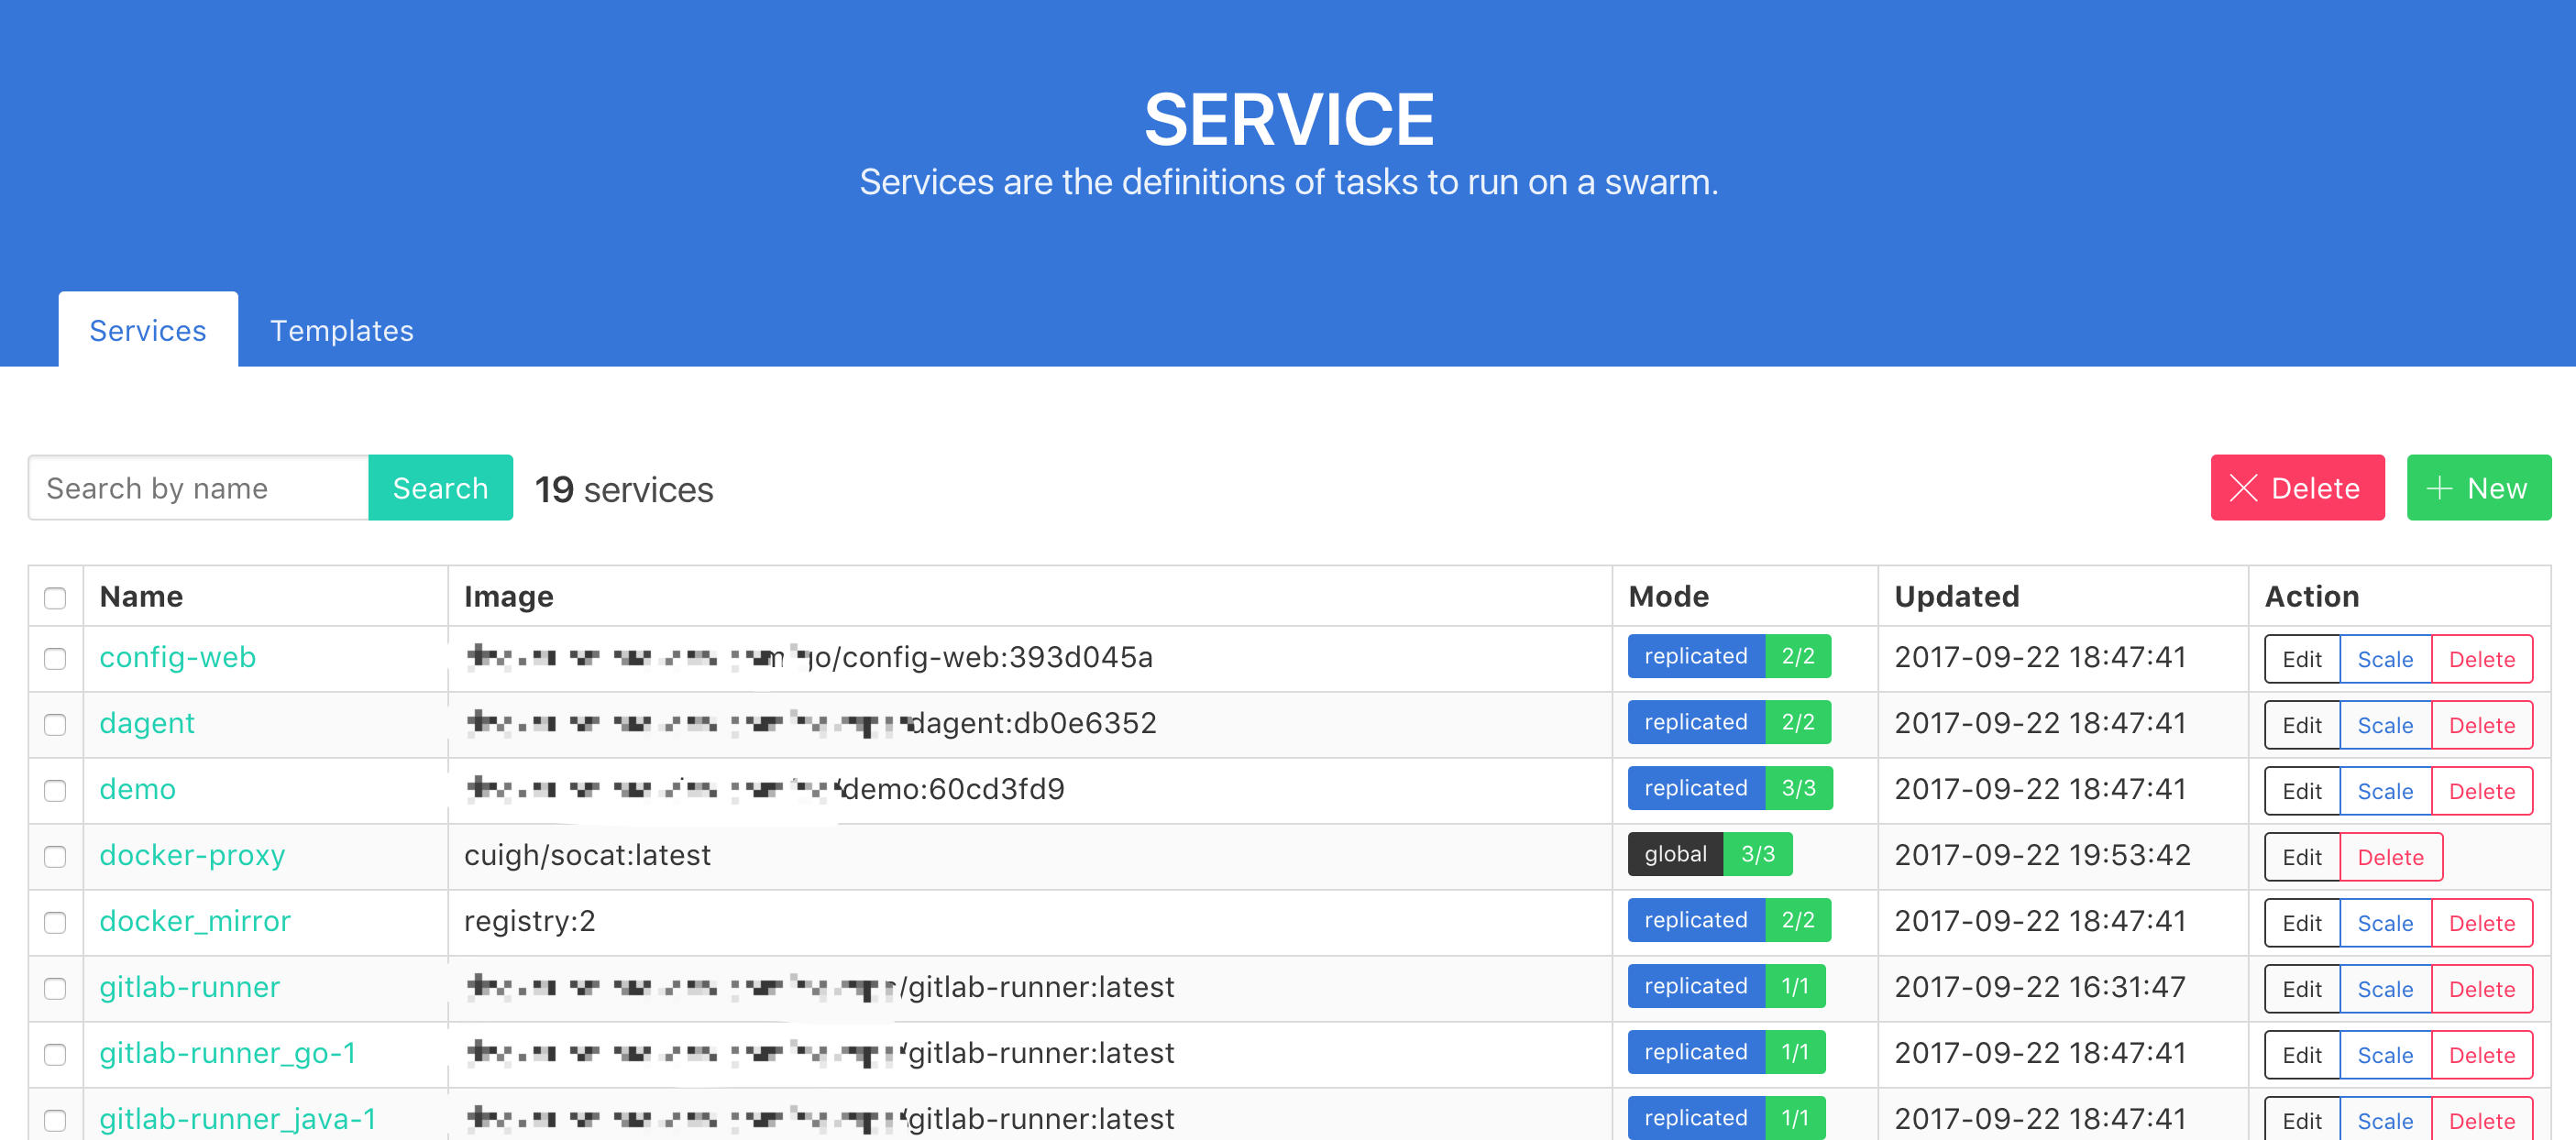 SERVICE
Services are the definitions of tasks to run on a swarm.
Services Templates
Search by name Search 19 services Delete New
Name Image Mode Updated Action
config-web go/config-web:393d045a replicated 2/2 2017-09-22 18:47:41 Edit Scale Delete
dagent dagent:db0e6352 replicated 2/2 2017-09-22 18:47:41 Edit Scale Delete
demo /demo:60cd3fd9 replicated 3/3 2017-09-22 18:47:41 Edit Scale Delete
docker-proxy cuigh/socat:latest global 3/3 2017-09-22 19:53:42 Edit Delete
docker_mirror registry:2 replicated 2/2 2017-09-22 18:47:41 Edit Scale Delete
gitlab-runner /gitlab-runner:latest replicated 1/1 2017-09-22 16:31:47 Edit Scale Delete
gitlab-runner_go-1 /gitlab-runner:latest replicated 1/1 2017-09-22 18:47:41 Edit Scale Delete
gitlab-runner_java-1 /gitlab-runner:latest replicated 1/1 2017-09-22 18:47:41 Edit Scale Delete